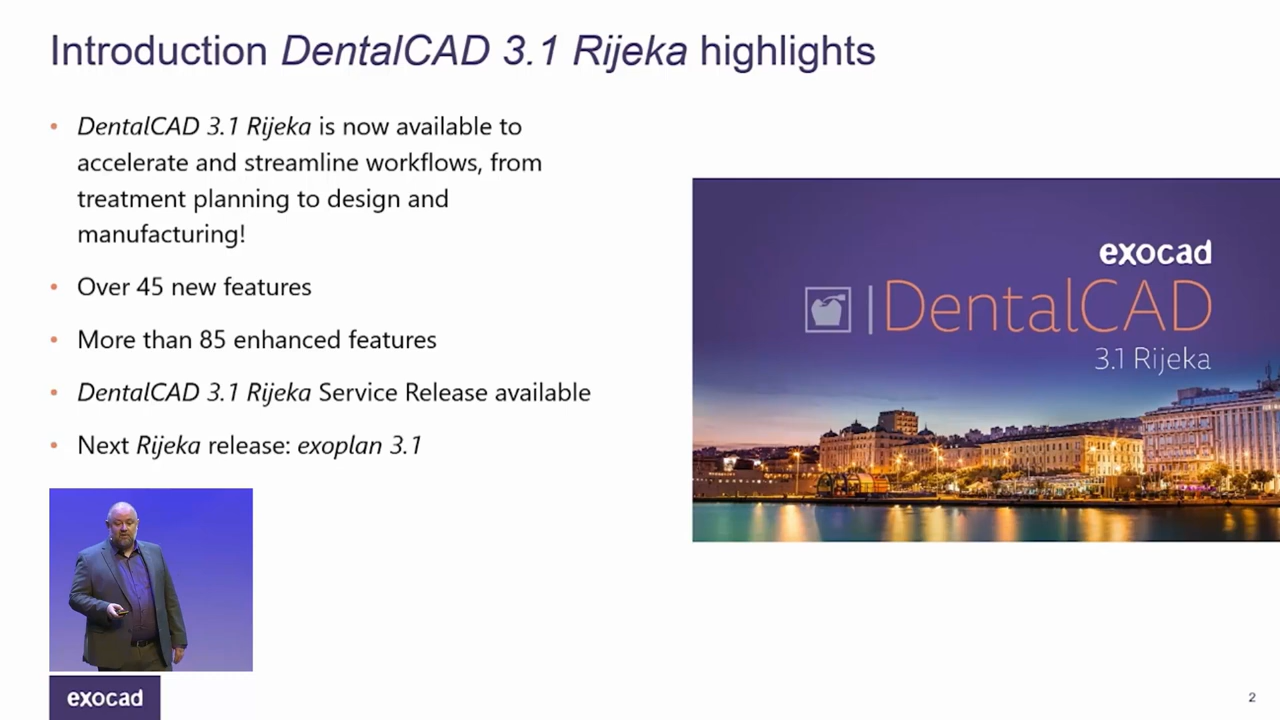 Introduction DentalCAD 3.1 Rijeka highlights
• DentalCAD 3.1 Rijeka is now available to
accelerate and streamline workflows, from
treatment planning to design and
manufacturing!
• Over 45 new features
• More than 85 enhanced features
• DentalCAD 3.1 Rijeka Service Release available
• Next Rijeka release: exoplan 3.1
exocad
DentalCAD
3.1 Rijeka
exocad
2